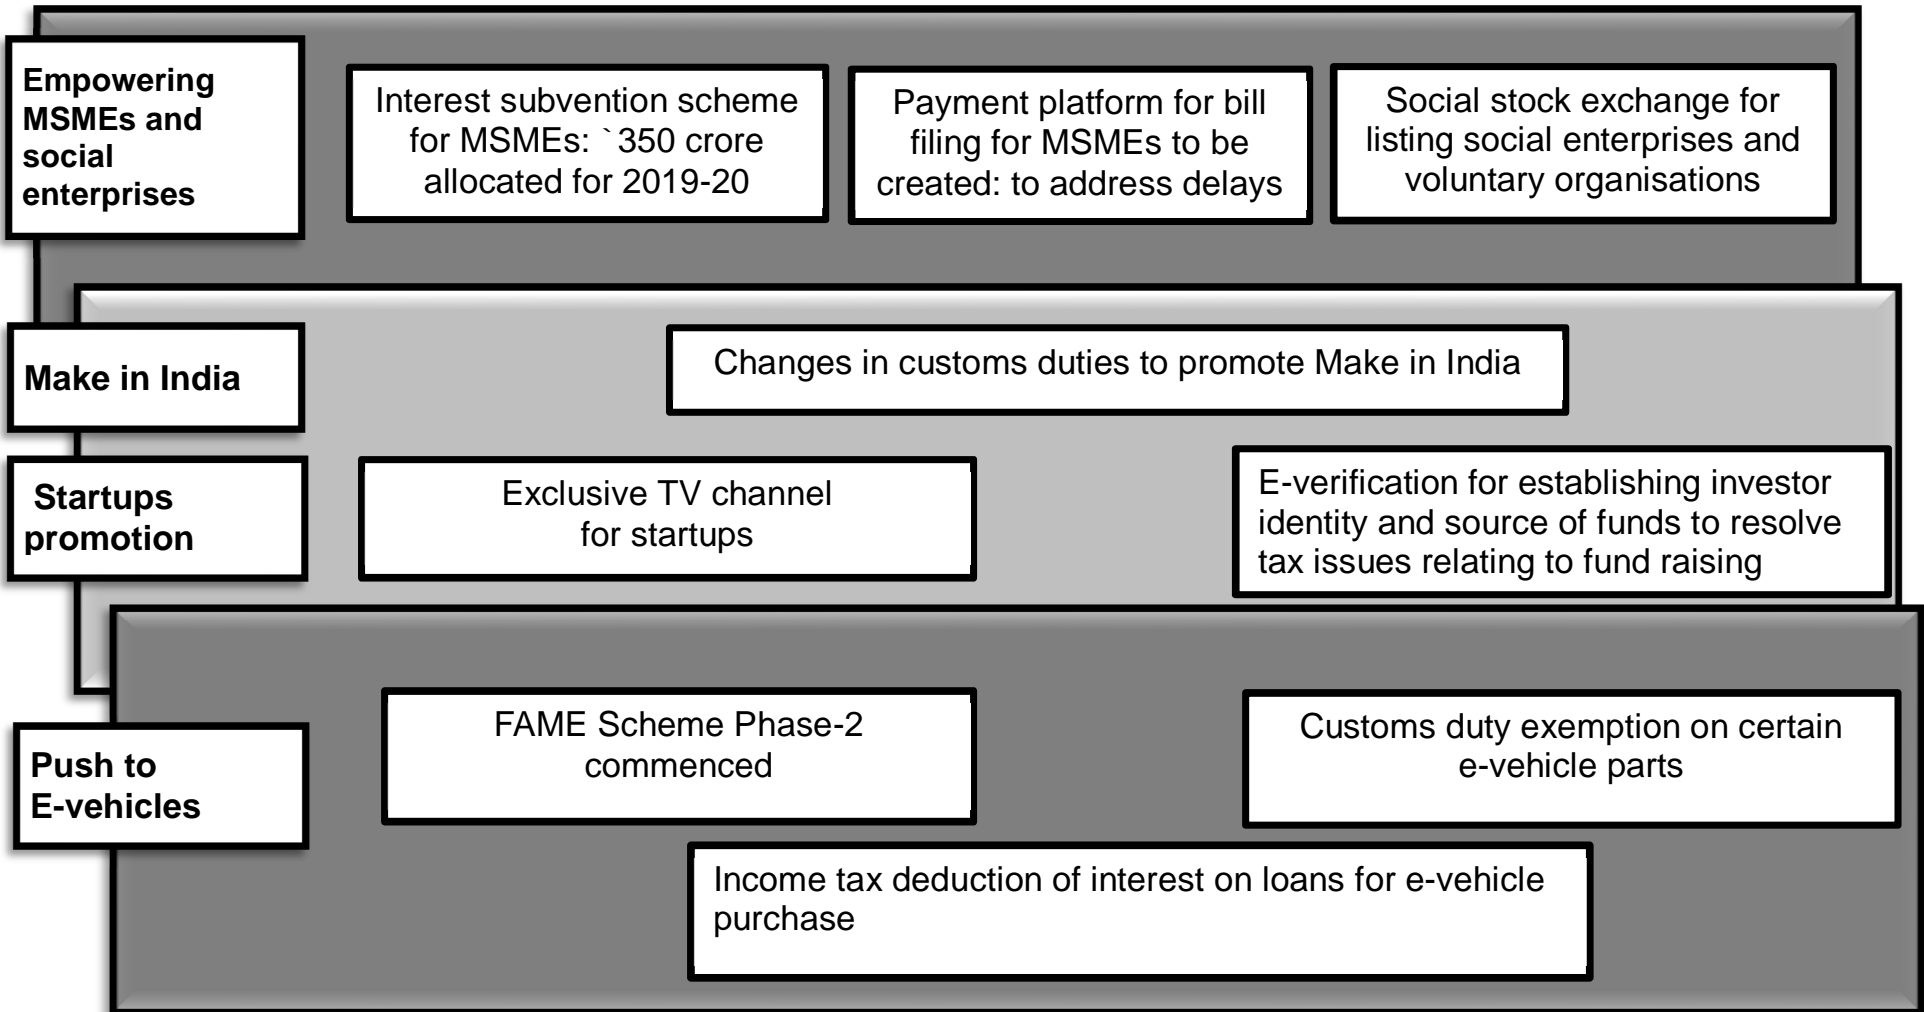 Empowering
MSMEs and
social
enterprises
Interest subvention scheme
for MSMEs: `350 crore
allocated for 2019-20
Payment platform for bill
filing for MSMEs to be
created: to address delays
Social stock exchange for
listing social enterprises and
voluntary organisations
Make in India
Changes in customs duties to promote Make in India
Startups
promotion
Exclusive TV channel
for startups
E-verification for establishing investor
identity and source of funds to resolve
tax issues relating to fund raising
Push to
E-vehicles
FAME Scheme Phase-2
commenced
Customs duty exemption on certain
e-vehicle parts
Income tax deduction of interest on loans for e-vehicle
purchase